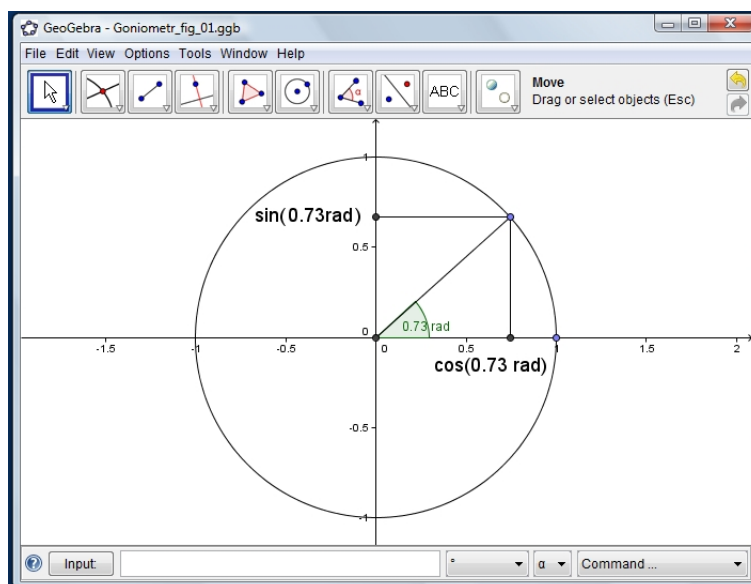 GeoGebra - Goniometr_fig_01.ggb
File Edit View Options Tools Window Help
ABC
α
Move
Drag or select objects (Esc)
1
sin(0.73rad)
0.5
0.73 rad
0
-1.5 -1 -0.5 0 0.5 1 1.5 2
cos(0.73 rad)
-0.5
-1
Input: ° α Command ...